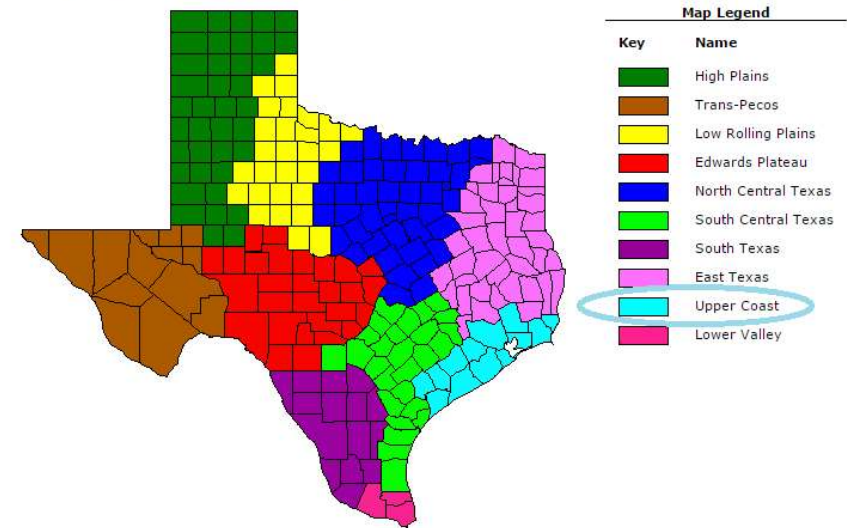 Map Legend
Key Name
High Plains
Trans-Pecos
Low Rolling Plains
Edwards Plateau
North Central Texas
South Central Texas
South Texas
East Texas
Upper Coast
Lower Valley